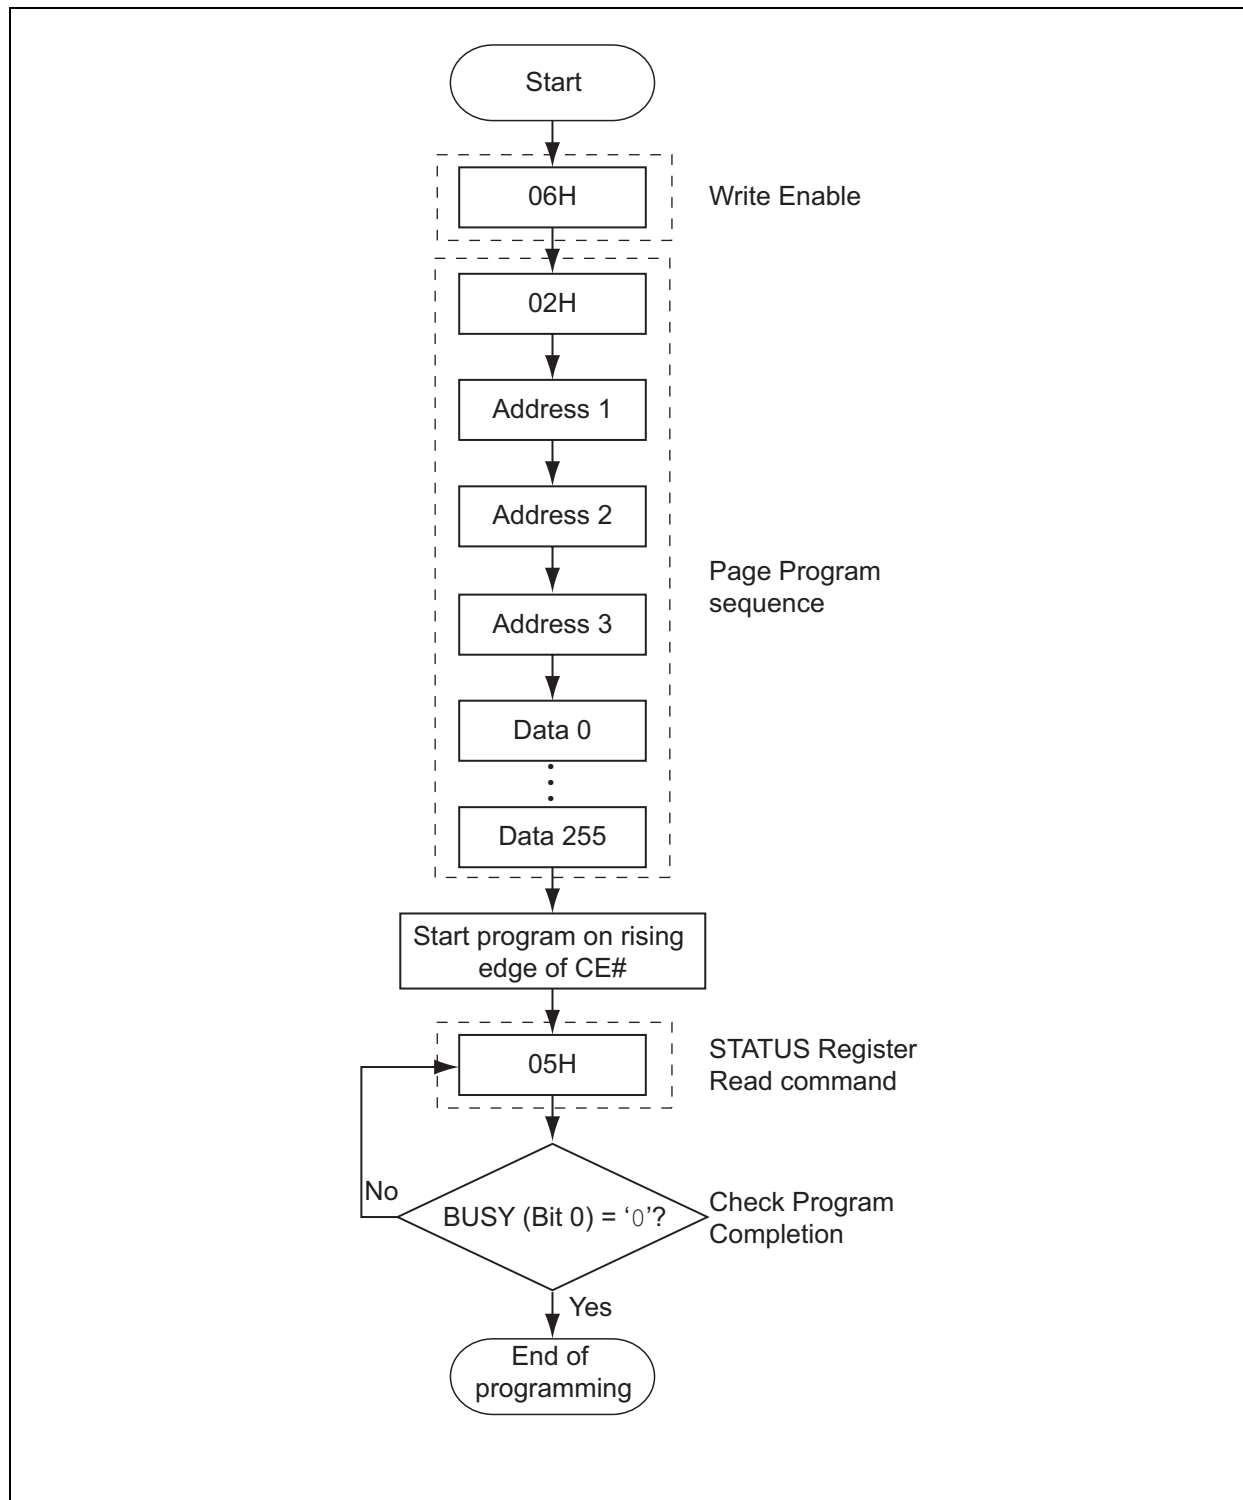 Start
06H
Write Enable
02H
Address 1
Address 2
Page Program
sequence
Address 3
Data 0
Data 255
Start program on rising
edge of CE#
05H
STATUS Register
Read command
No
BUSY (Bit 0) = ‘0’?
Check Program
Completion
Yes
End of
programming